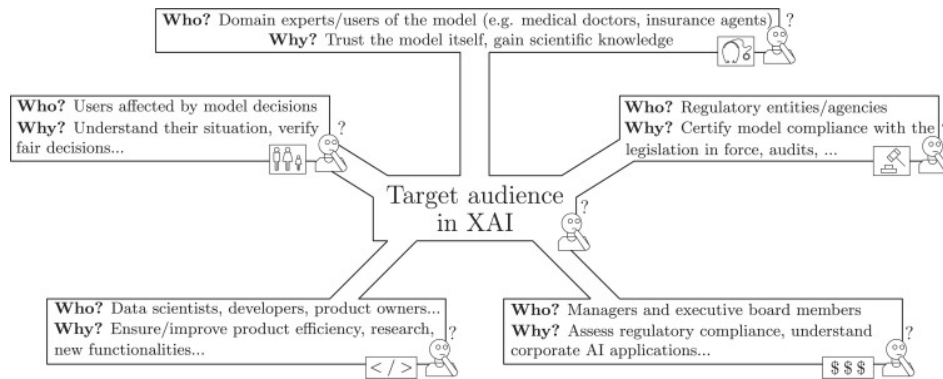 Who? Domain experts/users of the model (e.g. medical doctors, insurance agents)
Why? Trust the model itself, gain scientific knowledge
?
Who? Users affected by model decisions
Why? Understand their situation, verify
fair decisions...
?
Who? Regulatory entities/agencies
Why? Certify model compliance with the
legislation in force, audits, ...
?
Target audience
in XAI
?
Who? Data scientists, developers, product owners...
Why? Ensure/improve product efficiency, research,
new functionalities...
</>
?
Who? Managers and executive board members
Why? Assess regulatory compliance, understand
corporate AI applications...
$ $ $
?